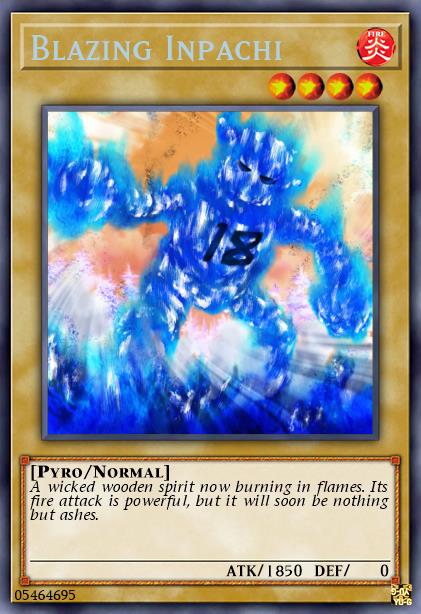 Blazing Inpachi
FIRE
炎
18
[Pyro/Normal]
A wicked wooden spirit now burning in flames. Its
fire attack is powerful, but it will soon be nothing
but ashes.
ATK/1850 DEF/ 0
05464695